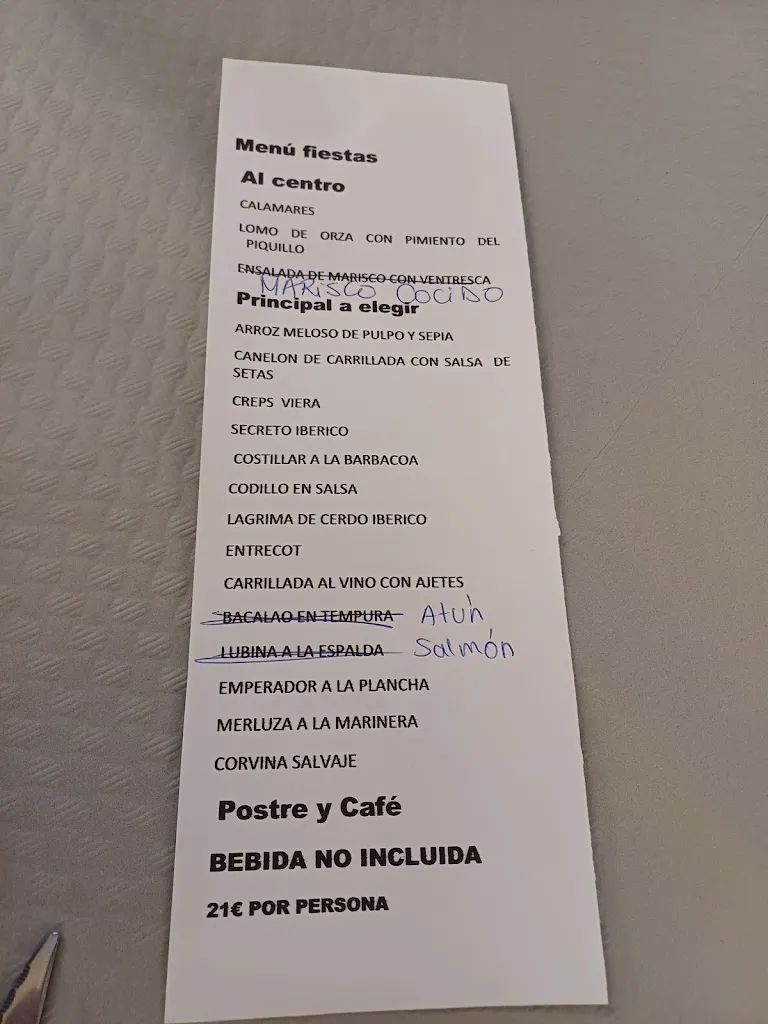 Menú fiestas
Al centro
CALAMARES
LOMO DE ORZA CON PIMIENTO DEL
PIQUILLO
ENSALADA DE MARISCO CON VENTRESCA
MARISCO COCIDO
Principal a elegir
ARROZ MELOSO DE PULPO Y SEPIA
CANELON DE CARRILLADA CON SALSA DE
SETAS
CREPS VIERA
SECRETO IBERICO
COSTILLAR A LA BARBACOA
CODILLO EN SALSA
LAGRIMA DE CERDO IBERICO
ENTRECOT
CARRILLADA AL VINO CON AJETES
BACALAO EN TEMPURA Atún
LUBINA A LA ESPALDA Salmón
EMPERADOR A LA PLANCHA
MERLUZA A LA MARINERA
CORVINA SALVAJE
Postre y Café
BEBIDA NO INCLUIDA
21€ POR PERSONA